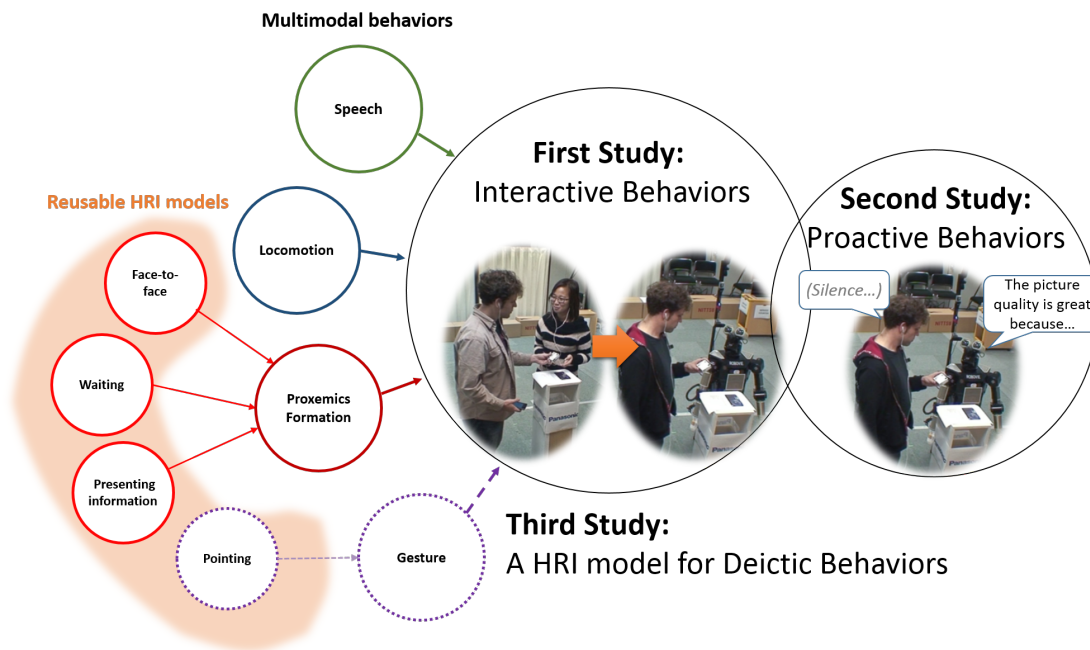 Multimodal behaviors
Speech
First Study:
Interactive Behaviors
Second Study:
Proactive Behaviors
Reusable HRI models
Locomotion
Face-to-
face
(Silence...)
The picture
quality is great
because...
Waiting
Proxemics
Formation
Panasonic
Presenting
information
Third Study:
A HRI model for Deictic Behaviors
Pointing
Gesture